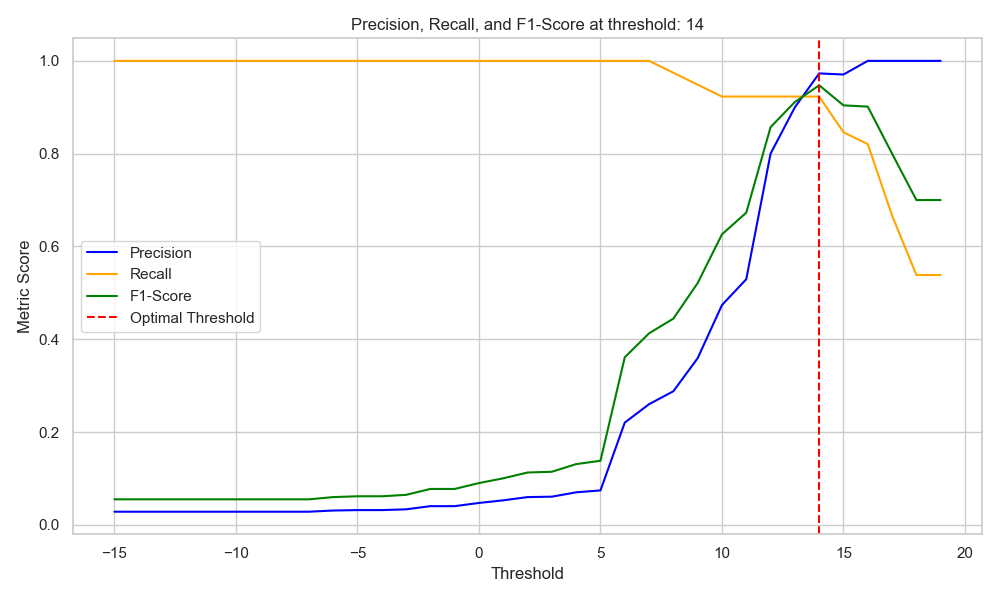 Precision, Recall, and F1-Score at threshold: 14
Metric Score
1.0
0.8
0.6
0.4
0.2
0.0
Precision
Recall
F1-Score
Optimal Threshold
−15 −10 −5 0 5 10 15 20
Threshold